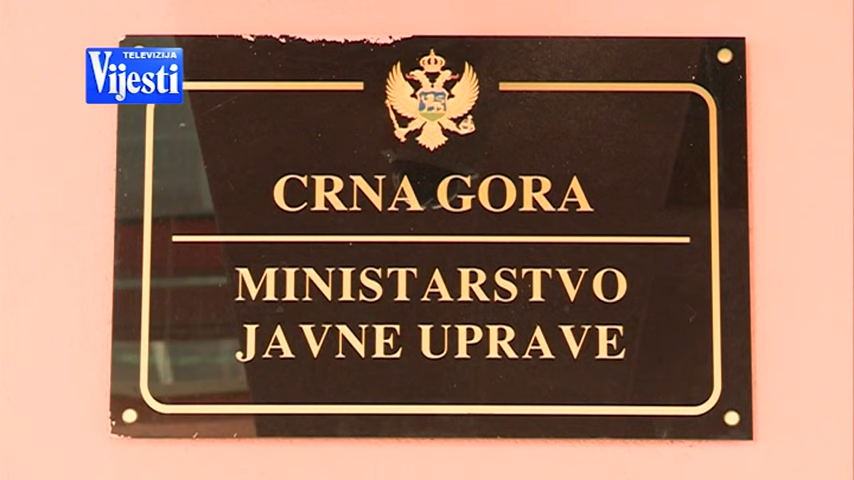 TELEVIZIJA
Vijesti
CRNA GORA
MINISTARSTVO
JAVNE UPRAVE